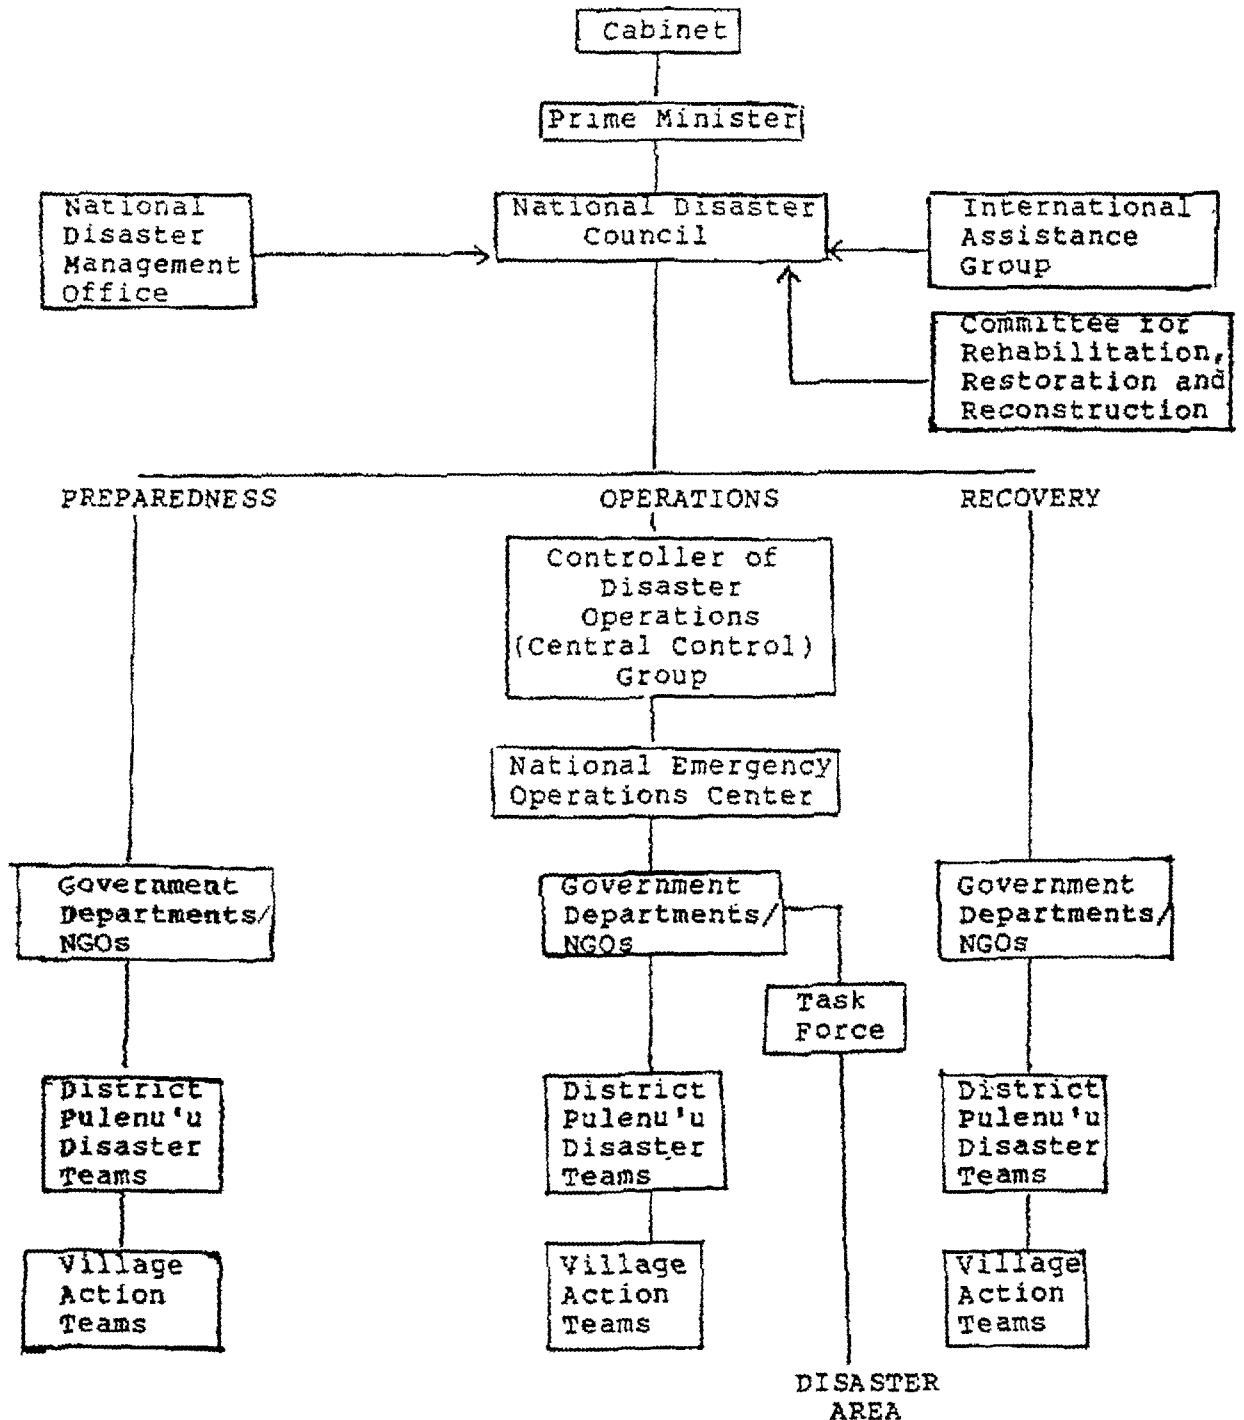 Cabinet
Prime Minister
National
Disaster
Management
Office
National Disaster
Council
International
Assistance
Group
Committee for
Rehabilitation,
Restoration and
Reconstruction
PREPAREDNESS
OPERATIONS
RECOVERY
Controller of
Disaster
Operations
(Central Control)
Group
National Emergency
Operations Center
Government
Departments/
NGOs
Government
Departments/
NGOs
Government
Departments/
NGOs
Task
Force
District
Pulenu'u
Disaster
Teams
District
Pulenu'u
Disaster
Teams
District
Pulenu'u
Disaster
Teams
Village
Action
Teams
Village
Action
Teams
Village
Action
Teams
DISASTER
AREA